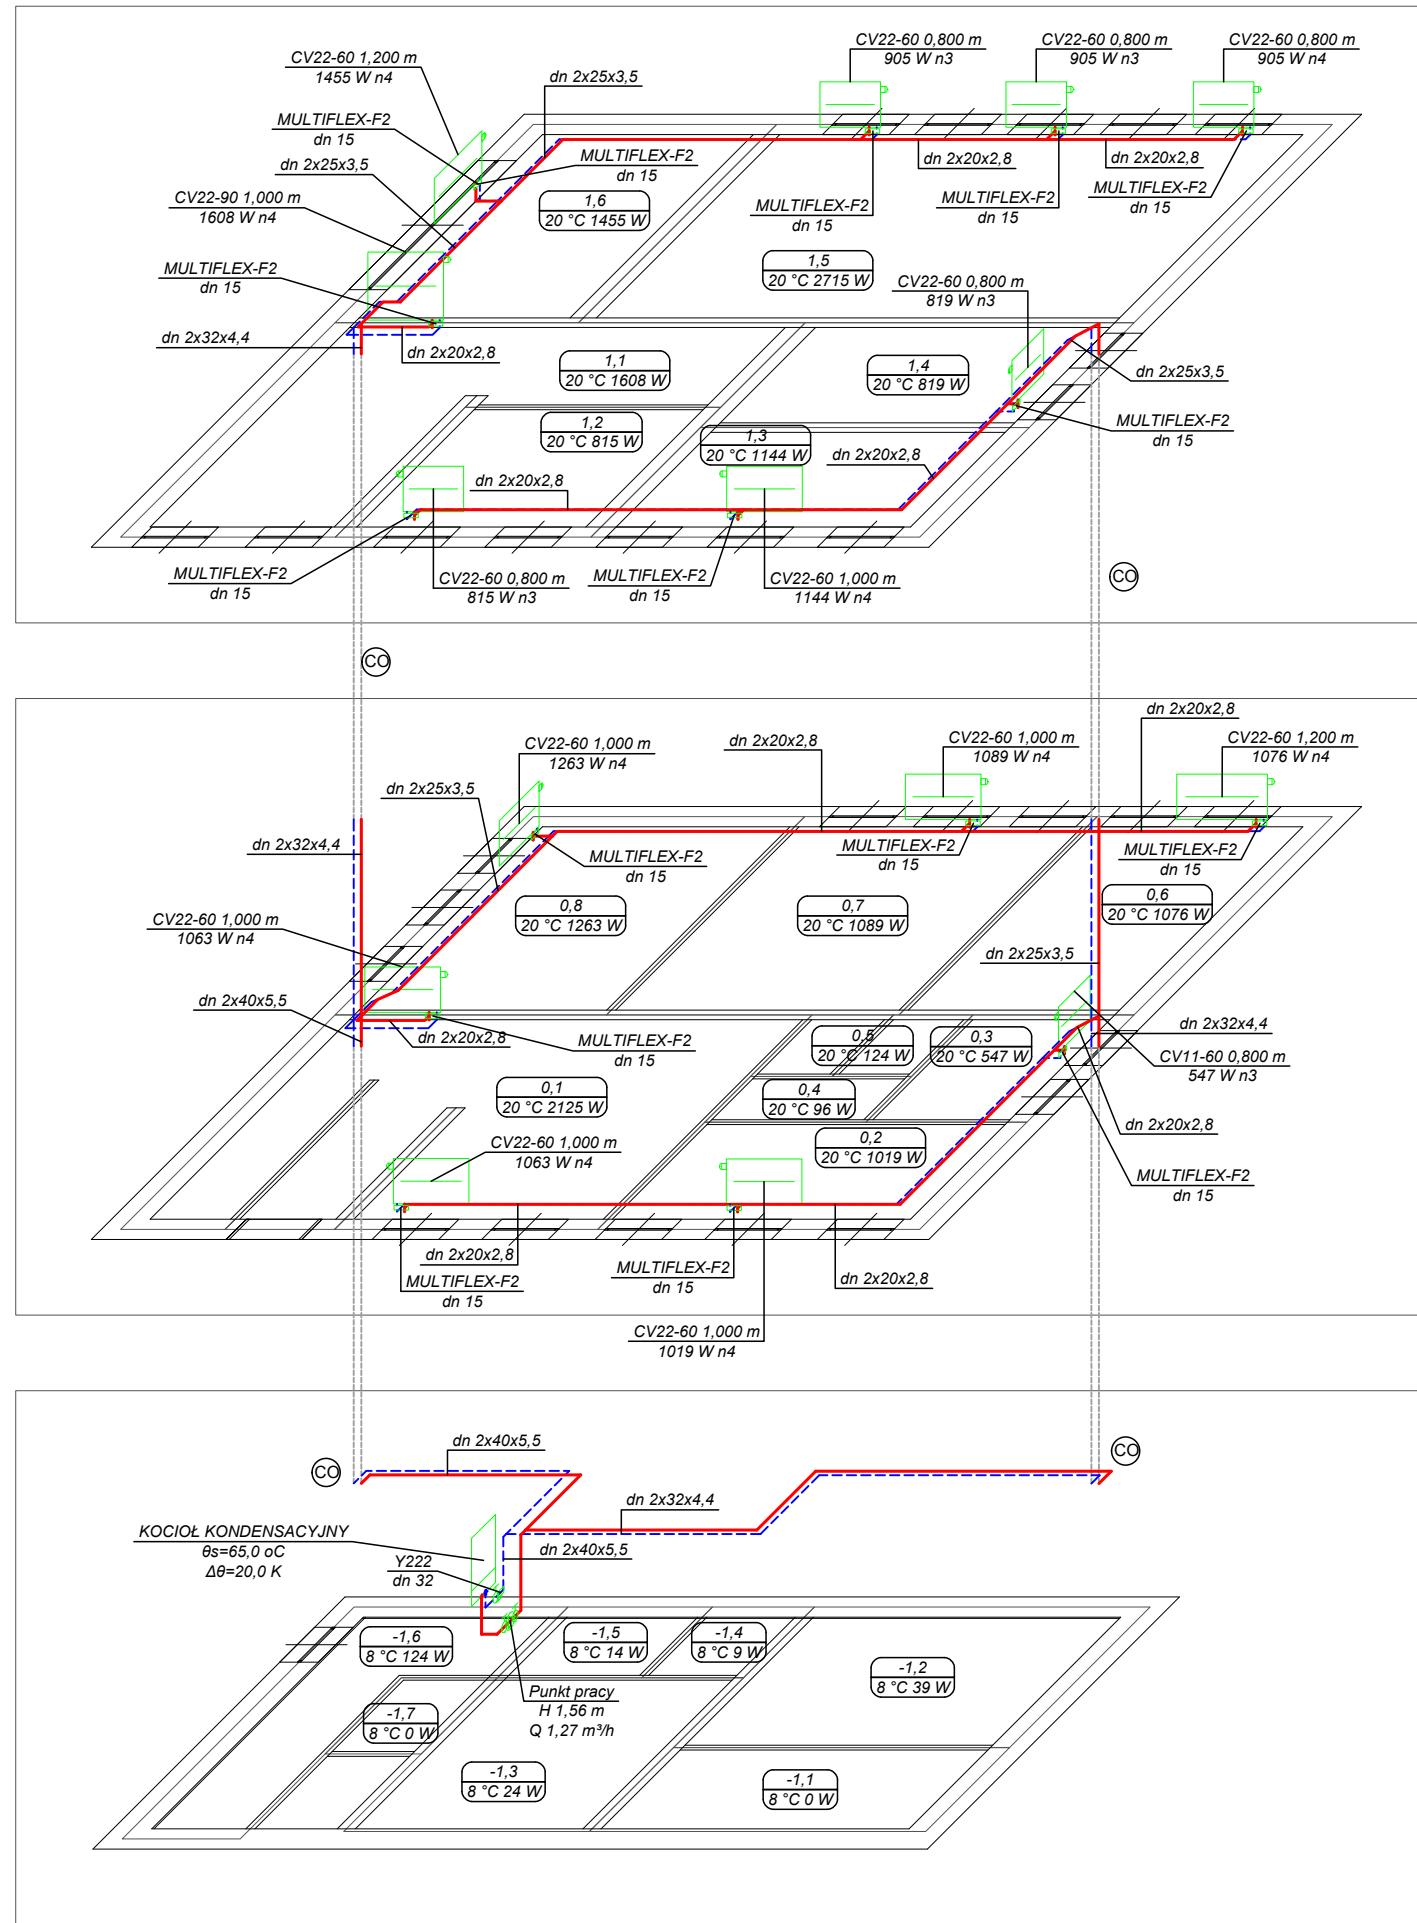 CV22-60 1,200 m
1455 W n4
dn 2x25x3,5
CV22-60 0,800 m
905 W n3
CV22-60 0,800 m
905 W n3
CV22-60 0,800 m
905 W n4
MULTIFLEX-F2
dn 15
dn 2x25x3,5
MULTIFLEX-F2
dn 15
dn 2x20x2,8
dn 2x20x2,8
CV22-90 1,000 m
1608 W n4
1,6
20 °C 1455 W
MULTIFLEX-F2
dn 15
MULTIFLEX-F2
dn 15
MULTIFLEX-F2
dn 15
MULTIFLEX-F2
dn 15
1,5
20 °C 2715 W
CV22-60 0,800 m
819 W n3
dn 2x32x4,4
dn 2x20x2,8
1,1
20 °C 1608 W
1,4
20 °C 819 W
dn 2x25x3,5
1,2
20 °C 815 W
1,3
20 °C 1144 W
MULTIFLEX-F2
dn 15
dn 2x20x2,8
dn 2x20x2,8
MULTIFLEX-F2
dn 15
CV22-60 0,800 m
815 W n3
MULTIFLEX-F2
dn 15
CV22-60 1,000 m
1144 W n4
CO
CO
dn 2x20x2,8
CV22-60 1,000 m
1263 W n4
dn 2x20x2,8
CV22-60 1,000 m
1089 W n4
CV22-60 1,200 m
1076 W n4
dn 2x25x3,5
dn 2x32x4,4
MULTIFLEX-F2
dn 15
MULTIFLEX-F2
dn 15
MULTIFLEX-F2
dn 15
CV22-60 1,000 m
1063 W n4
0,8
20 °C 1263 W
0,7
20 °C 1089 W
0,6
20 °C 1076 W
dn 2x25x3,5
dn 2x40x5,5
dn 2x20x2,8
MULTIFLEX-F2
dn 15
0,5
20 °C 124 W
0,3
20 °C 547 W
dn 2x32x4,4
CV11-60 0,800 m
547 W n3
0,1
20 °C 2125 W
0,4
20 °C 96 W
dn 2x20x2,8
0,2
20 °C 1019 W
CV22-60 1,000 m
1063 W n4
MULTIFLEX-F2
dn 15
dn 2x20x2,8
MULTIFLEX-F2
dn 15
MULTIFLEX-F2
dn 15
dn 2x20x2,8
CV22-60 1,000 m
1019 W n4
dn 2x40x5,5
CO
CO
dn 2x32x4,4
KOCIOŁ KONDENSACYJNY
θs=65,0 oC
Δθ=20,0 K
dn 2x40x5,5
Y222
dn 32
-1,6
8 °C 124 W
-1,5
8 °C 14 W
-1,4
8 °C 9 W
-1,2
8 °C 39 W
Punkt pracy
H 1,56 m
Q 1,27 m³/h
-1,7
8 °C 0 W
-1,3
8 °C 24 W
-1,1
8 °C 0 W